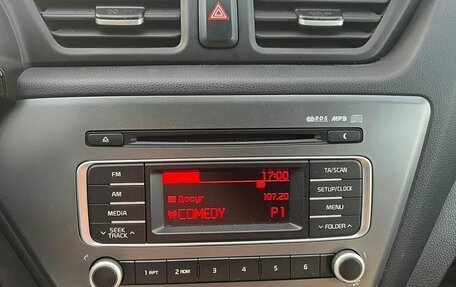 RDS MP3
FM
AM
MEDIA
SEEK
TRACK
17:00
Досуг
107.20
COMEDY P1
TA/SCAN
SETUP/CLOCK
MENU
FOLDER
1 RPT 2 RDM 3 4 5 6